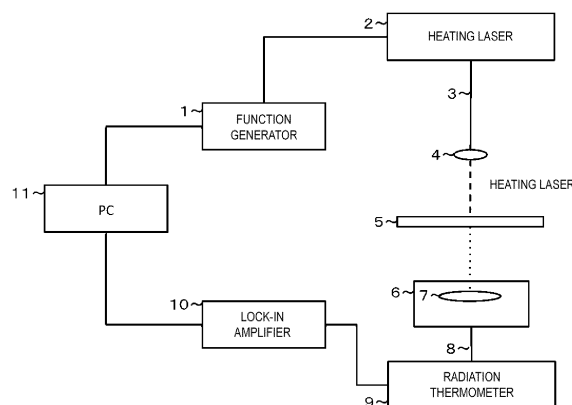 2
HEATING LASER
3
1
FUNCTION
GENERATOR
4
HEATING LASER
11
PC
5
6
7
10
LOCK-IN
AMPLIFIER
8
RADIATION
THERMOMETER
9